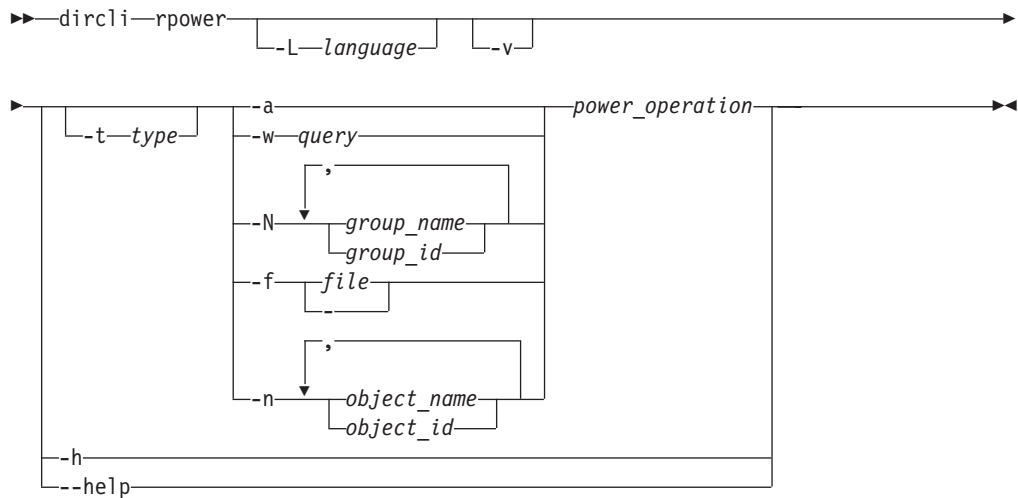 dircli rpower
-L language
-v
-t type
-a
power_operation
-w query
,
-N group_name
group_id
-f file
-
,
-n object_name
object_id
-h
--help